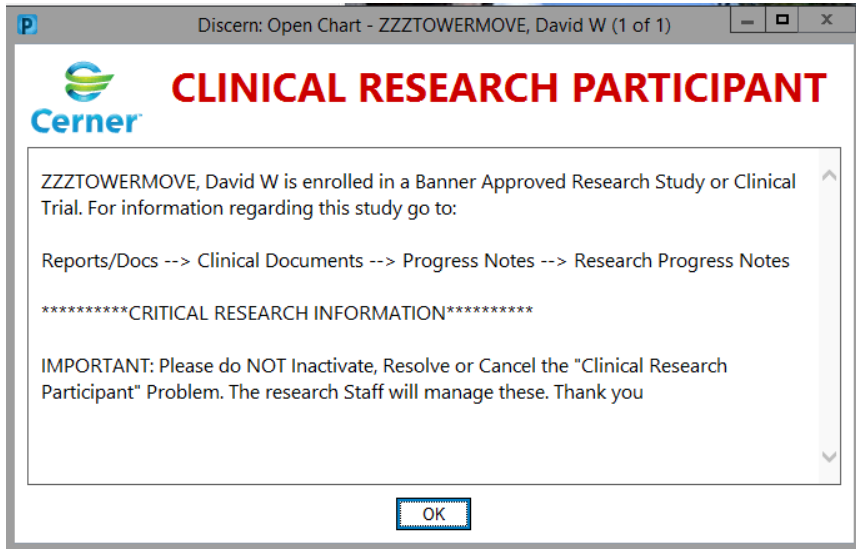 Discern: Open Chart - ZZZTOWERMOVE, David W (1 of 1)
P
Cerner
CLINICAL RESEARCH PARTICIPANT
ZZZTOWERMOVE, David W is enrolled in a Banner Approved Research Study or Clinical
Trial. For information regarding this study go to:
Reports/Docs --> Clinical Documents --> Progress Notes --> Research Progress Notes
**********CRITICAL RESEARCH INFORMATION**********
IMPORTANT: Please do NOT Inactivate, Resolve or Cancel the "Clinical Research
Participant" Problem. The research Staff will manage these. Thank you
OK